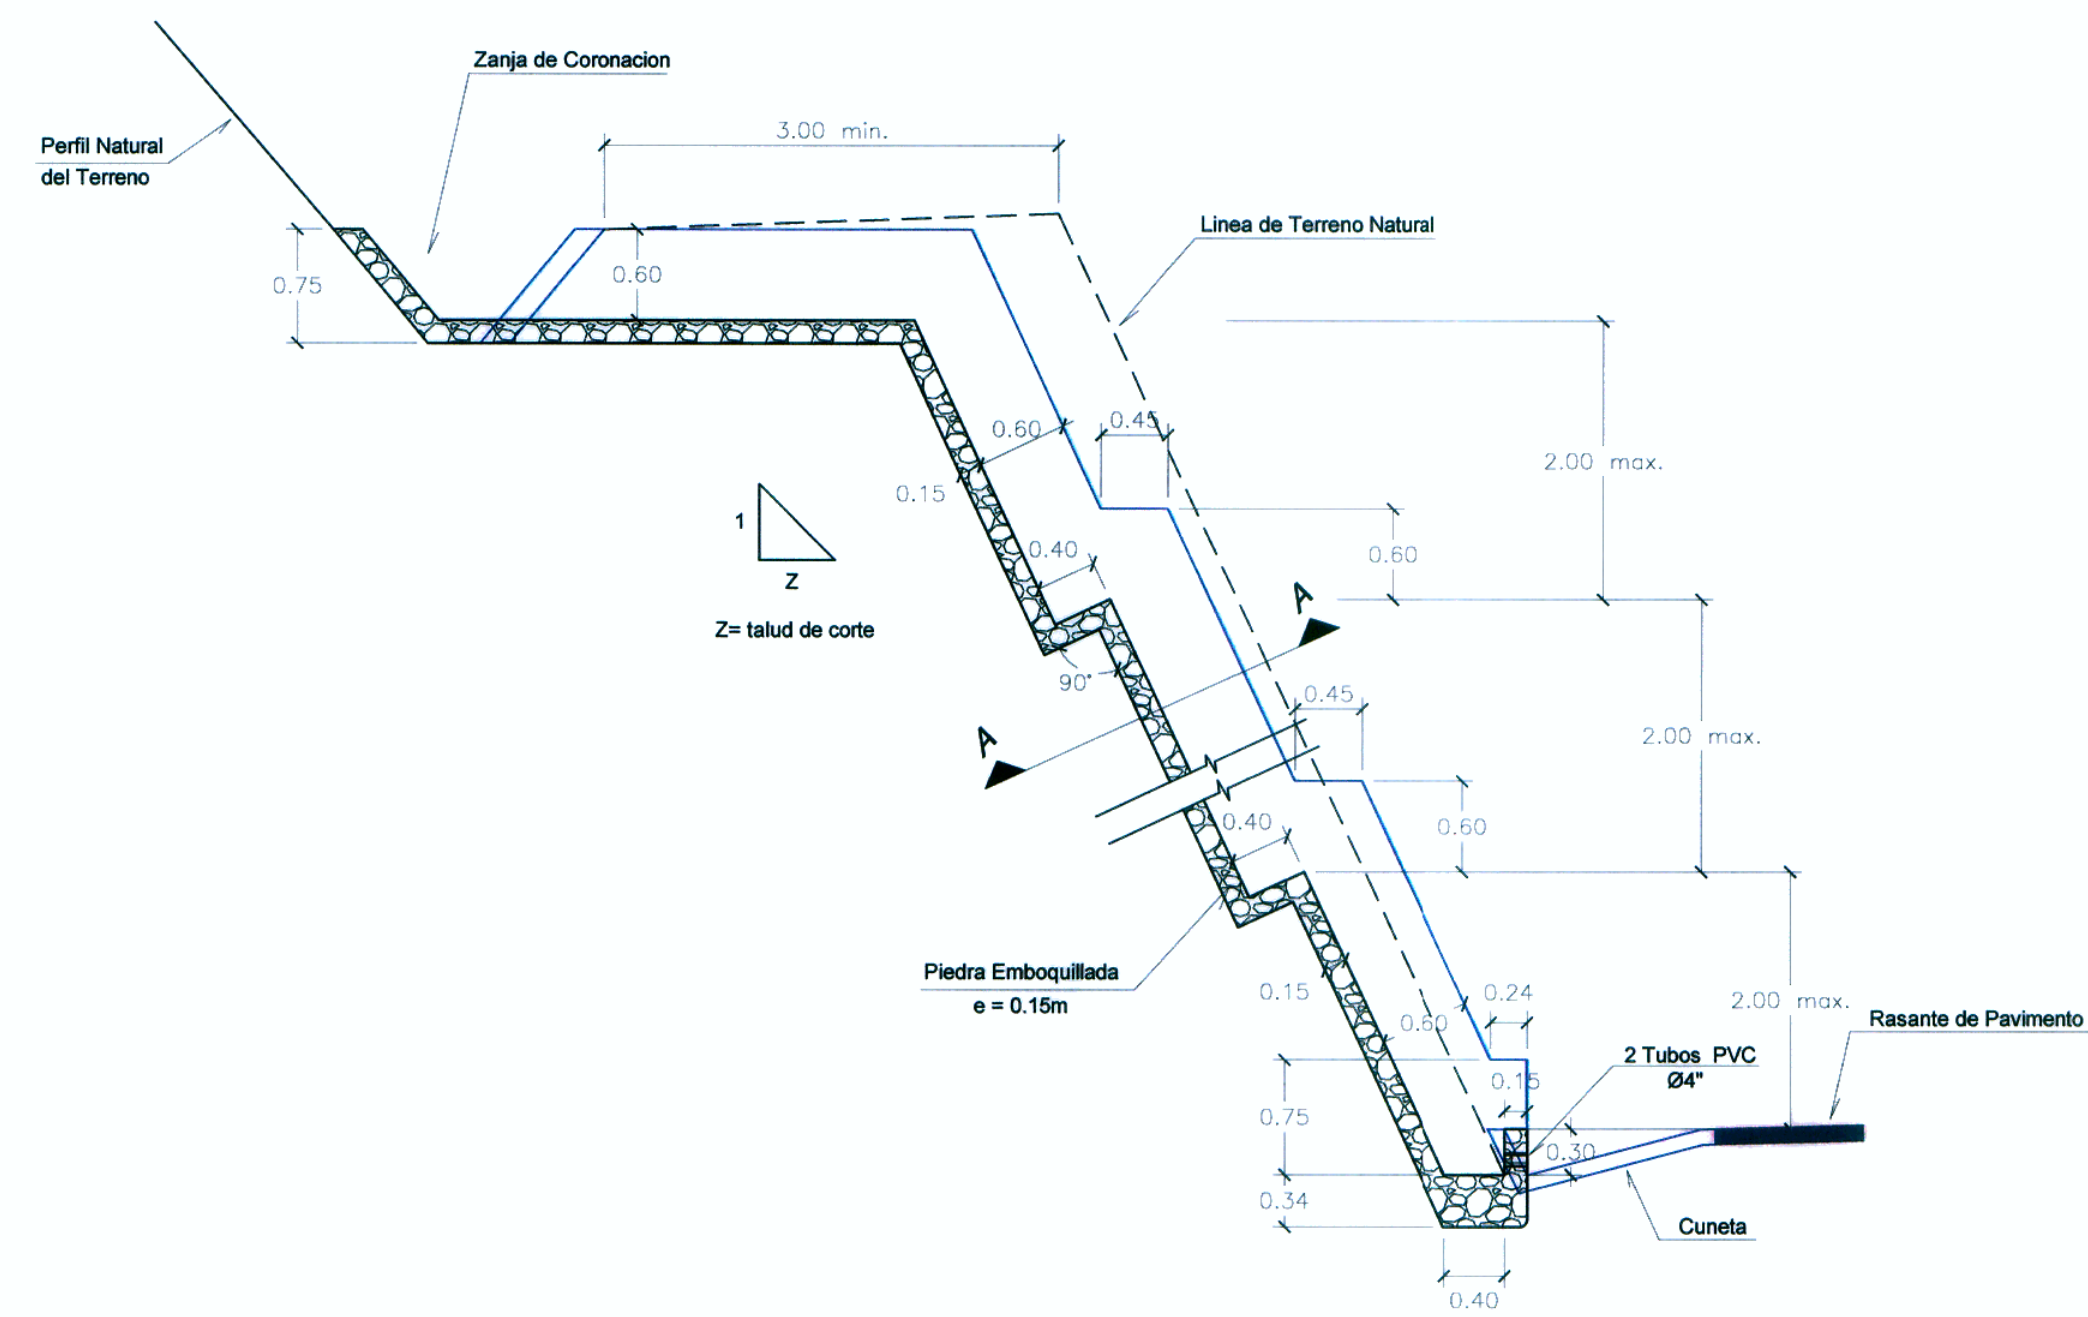 Zanja de Coronacion
3.00 min.
Perfil Natural
del Terreno
Linea de Terreno Natural
0.75
0.60
0.60
0.45
2.00 max.
0.15
1
Z
Z= talud de corte
0.40
0.60
A
90°
0.45
A
2.00 max.
0.40
0.60
Piedra Emboquillada
e = 0.15m
0.15
0.24
0.60
2.00 max.
Rasante de Pavimento
2 Tubos PVC
Ø4"
0.15
0.75
0.30
0.34
Cuneta
0.40